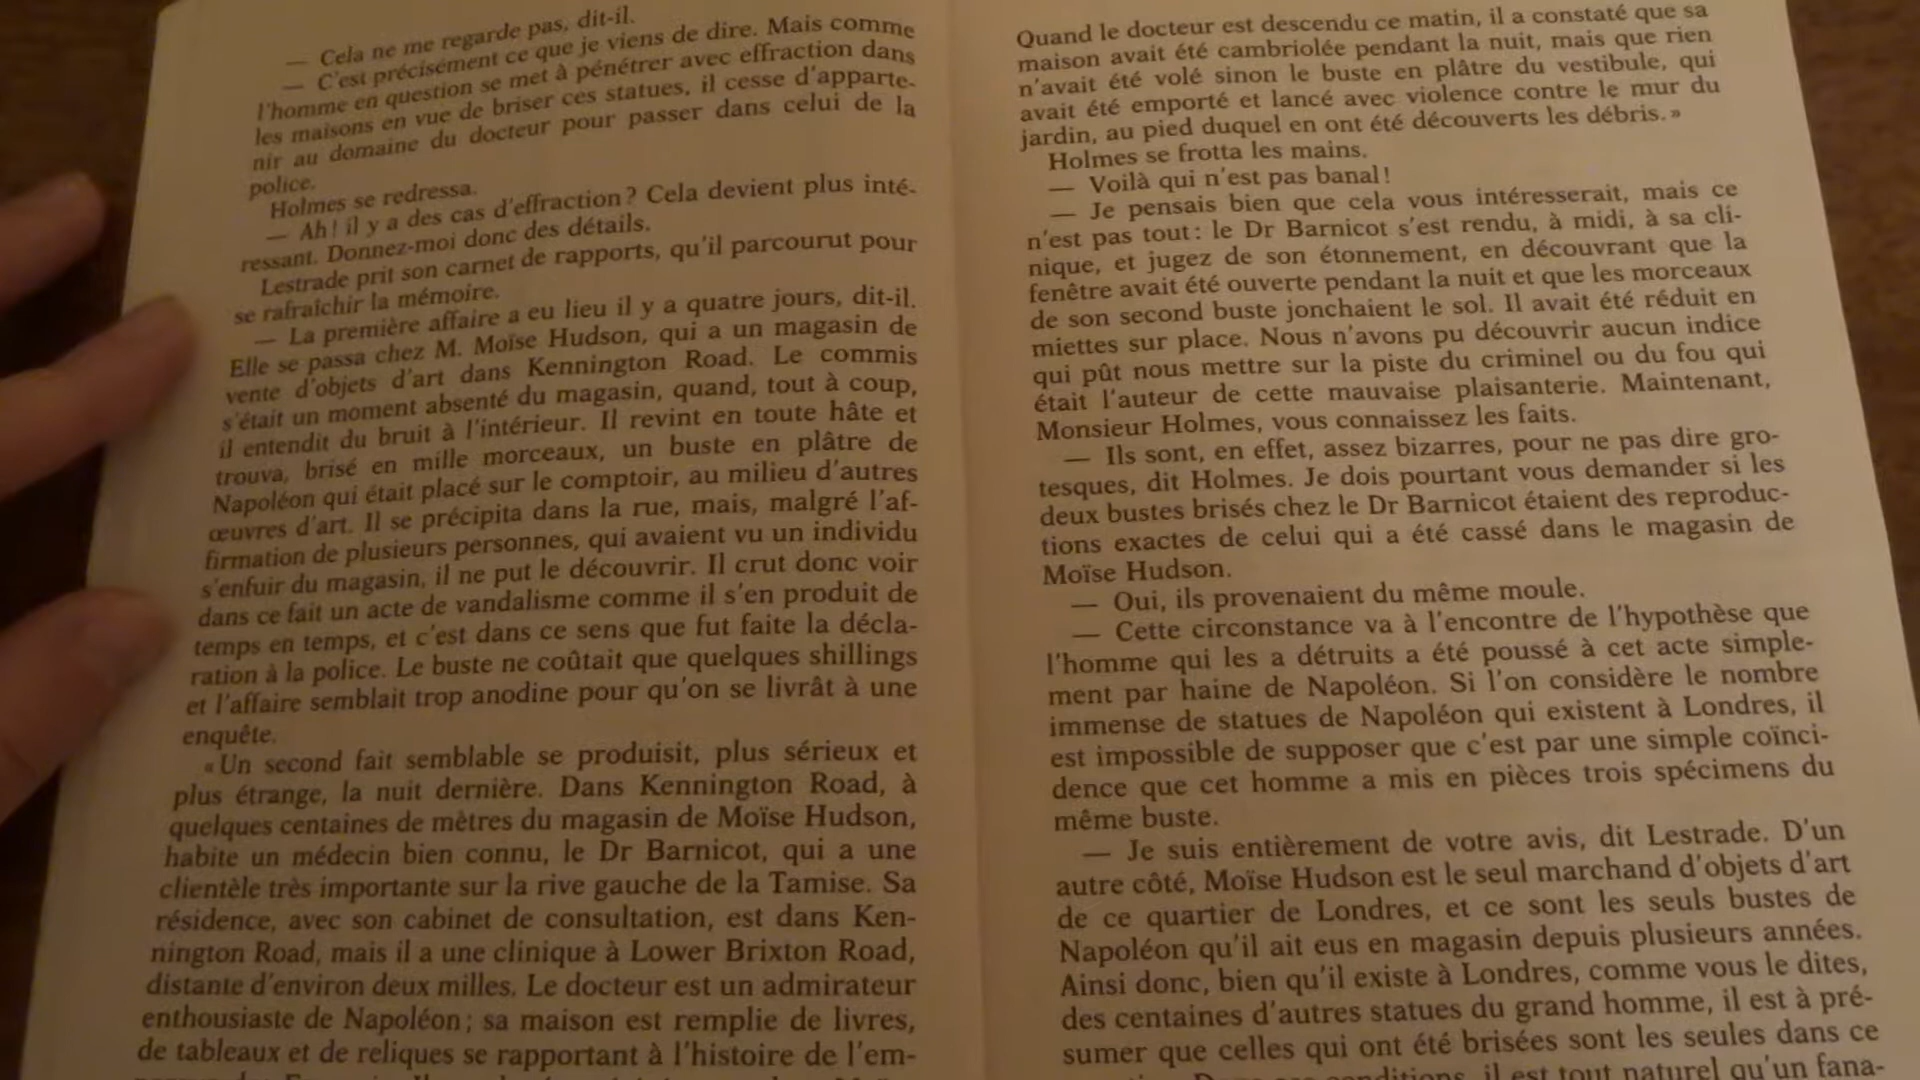 — Cela ne me regarde pas, dit-il.
— C'est précisément ce que je viens de dire. Mais comme
l'homme en question se met à pénétrer avec effraction dans
les maisons en vue de briser ces statues, il cesse d'apparte-
nir au domaine du docteur pour passer dans celui de la
police.
Holmes se redressa.
— Ah! il y a des cas d'effraction? Cela devient plus inté-
ressant. Donnez-moi donc des détails.
Lestrade prit son carnet de rapports, qu'il parcourut pour
se rafraîchir la mémoire.
— La première affaire a eu lieu il y a quatre jours, dit-il.
Elle se passa chez M. Moïse Hudson, qui a un magasin de
vente d'objets d'art dans Kennington Road. Le commis
s'était un moment absenté du magasin, quand, tout à coup,
il entendit du bruit à l'intérieur. Il revint en toute hâte et
trouva, brisé en mille morceaux, un buste en plâtre de
Napoléon qui était placé sur le comptoir, au milieu d'autres
œuvres d'art. Il se précipita dans la rue, mais, malgré l'af-
firmation de plusieurs personnes, qui avaient vu un individu
s'enfuir du magasin, il ne put le découvrir. Il crut donc voir
dans ce fait un acte de vandalisme comme il s'en produit de
temps en temps, et c'est dans ce sens que fut faite la décla-
ration à la police. Le buste ne coûtait que quelques shillings
et l'affaire semblait trop anodine pour qu'on se livrât à une
enquête.
«Un second fait semblable se produisit, plus sérieux et
plus étrange, la nuit dernière. Dans Kennington Road, à
quelques centaines de mètres du magasin de Moïse Hudson,
habite un médecin bien connu, le Dr Barnicot, qui a une
clientèle très importante sur la rive gauche de la Tamise. Sa
résidence, avec son cabinet de consultation, est dans Ken-
nington Road, mais il a une clinique à Lower Brixton Road,
distante d'environ deux milles. Le docteur est un admirateur
enthousiaste de Napoléon; sa maison est remplie de livres,
de tableaux et de reliques se rapportant à l'histoire de l'em-
Quand le docteur est descendu ce matin, il a constaté que sa
maison avait été cambriolée pendant la nuit, mais que rien
n'avait été volé sinon le buste en plâtre du vestibule, qui
avait été emporté et lancé avec violence contre le mur du
jardin, au pied duquel en ont été découverts les débris.»
Holmes se frotta les mains.
— Voilà qui n'est pas banal!
— Je pensais bien que cela vous intéresserait, mais ce
n'est pas tout: le Dr Barnicot s'est rendu, à midi, à sa cli-
nique, et jugez de son étonnement, en découvrant que la
fenêtre avait été ouverte pendant la nuit et que les morceaux
de son second buste jonchaient le sol. Il avait été réduit en
miettes sur place. Nous n'avons pu découvrir aucun indice
qui pût nous mettre sur la piste du criminel ou du fou qui
était l'auteur de cette mauvaise plaisanterie. Maintenant,
Monsieur Holmes, vous connaissez les faits.
— Ils sont, en effet, assez bizarres, pour ne pas dire gro-
tesques, dit Holmes. Je dois pourtant vous demander si les
deux bustes brisés chez le Dr Barnicot étaient des reproduc-
tions exactes de celui qui a été cassé dans le magasin de
Moïse Hudson.
— Oui, ils provenaient du même moule.
— Cette circonstance va à l'encontre de l'hypothèse que
l'homme qui les a détruits a été poussé à cet acte simple-
ment par haine de Napoléon. Si l'on considère le nombre
immense de statues de Napoléon qui existent à Londres, il
est impossible de supposer que c'est par une simple coïnci-
dence que cet homme a mis en pièces trois spécimens du
même buste.
— Je suis entièrement de votre avis, dit Lestrade. D'un
autre côté, Moïse Hudson est le seul marchand d'objets d'art
de ce quartier de Londres, et ce sont les seuls bustes de
Napoléon qu'il ait eus en magasin depuis plusieurs années.
Ainsi donc, bien qu'il existe à Londres, comme vous le dites,
des centaines d'autres statues du grand homme, il est à pré-
sumer que celles qui ont été brisées sont les seules dans ce
il est tout naturel qu'un fana-